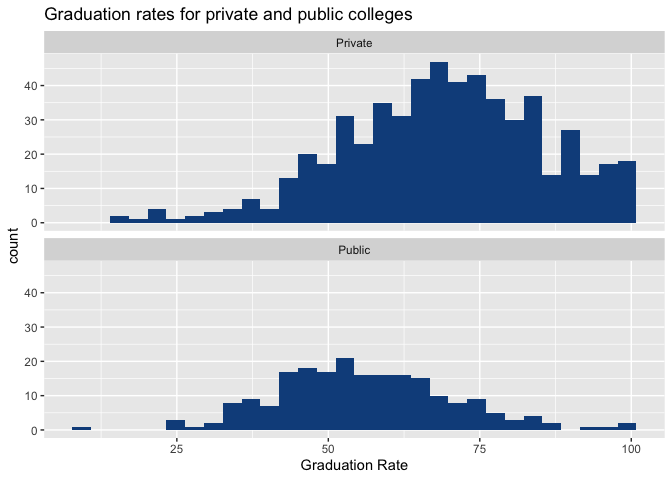 Graduation rates for private and public colleges
Private
40
30
20
10
0
count
Public
40
30
20
10
0
25 50 75 100
Graduation Rate